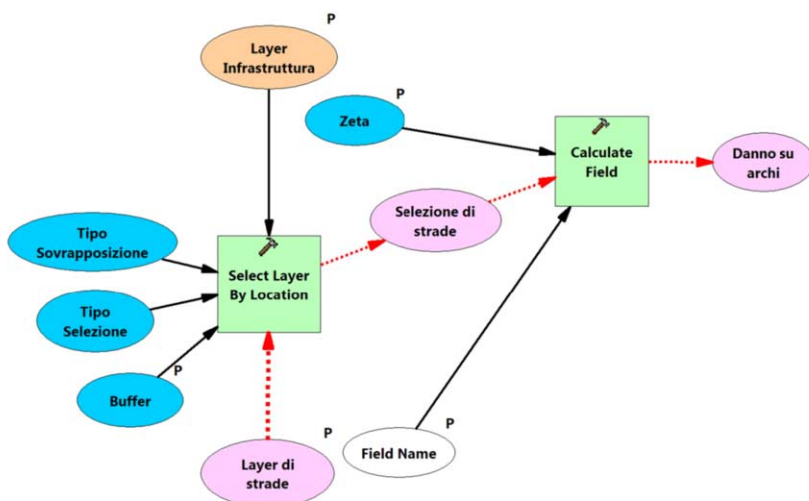 P
Layer
Infrastruttura
P
Zeta
Calculate
Field
Danno su
archi
Selezione di
strade
Tipo
Sovrapposizione
Select Layer
By Location
Tipo
Selezione
P
Buffer
P
Layer di
strade
P
Field Name